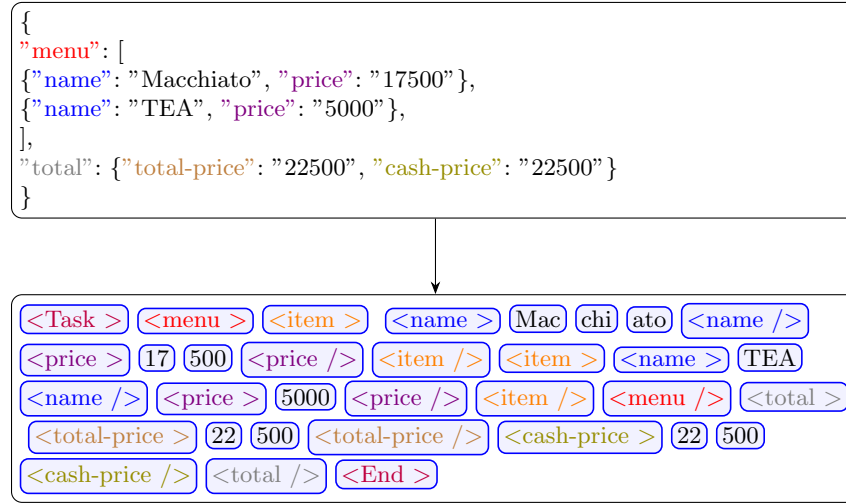 {
”menu”: [
{”name”: ”Macchiato”, ”price”: ”17500”},
{”name”: ”TEA”, ”price”: ”5000”},
],
”total”: {”total-price”: ”22500”, ”cash-price”: ”22500”}
}
<Task > <menu > <item > <name > Mac chi ato <name />
<price > 17 500 <price /> <item /> <item > <name > TEA
<name /> <price > 5000 <price /> <item /> <menu /> <total >
<total-price > 22 500 <total-price /> <cash-price > 22 500
<cash-price /> <total /> <End >